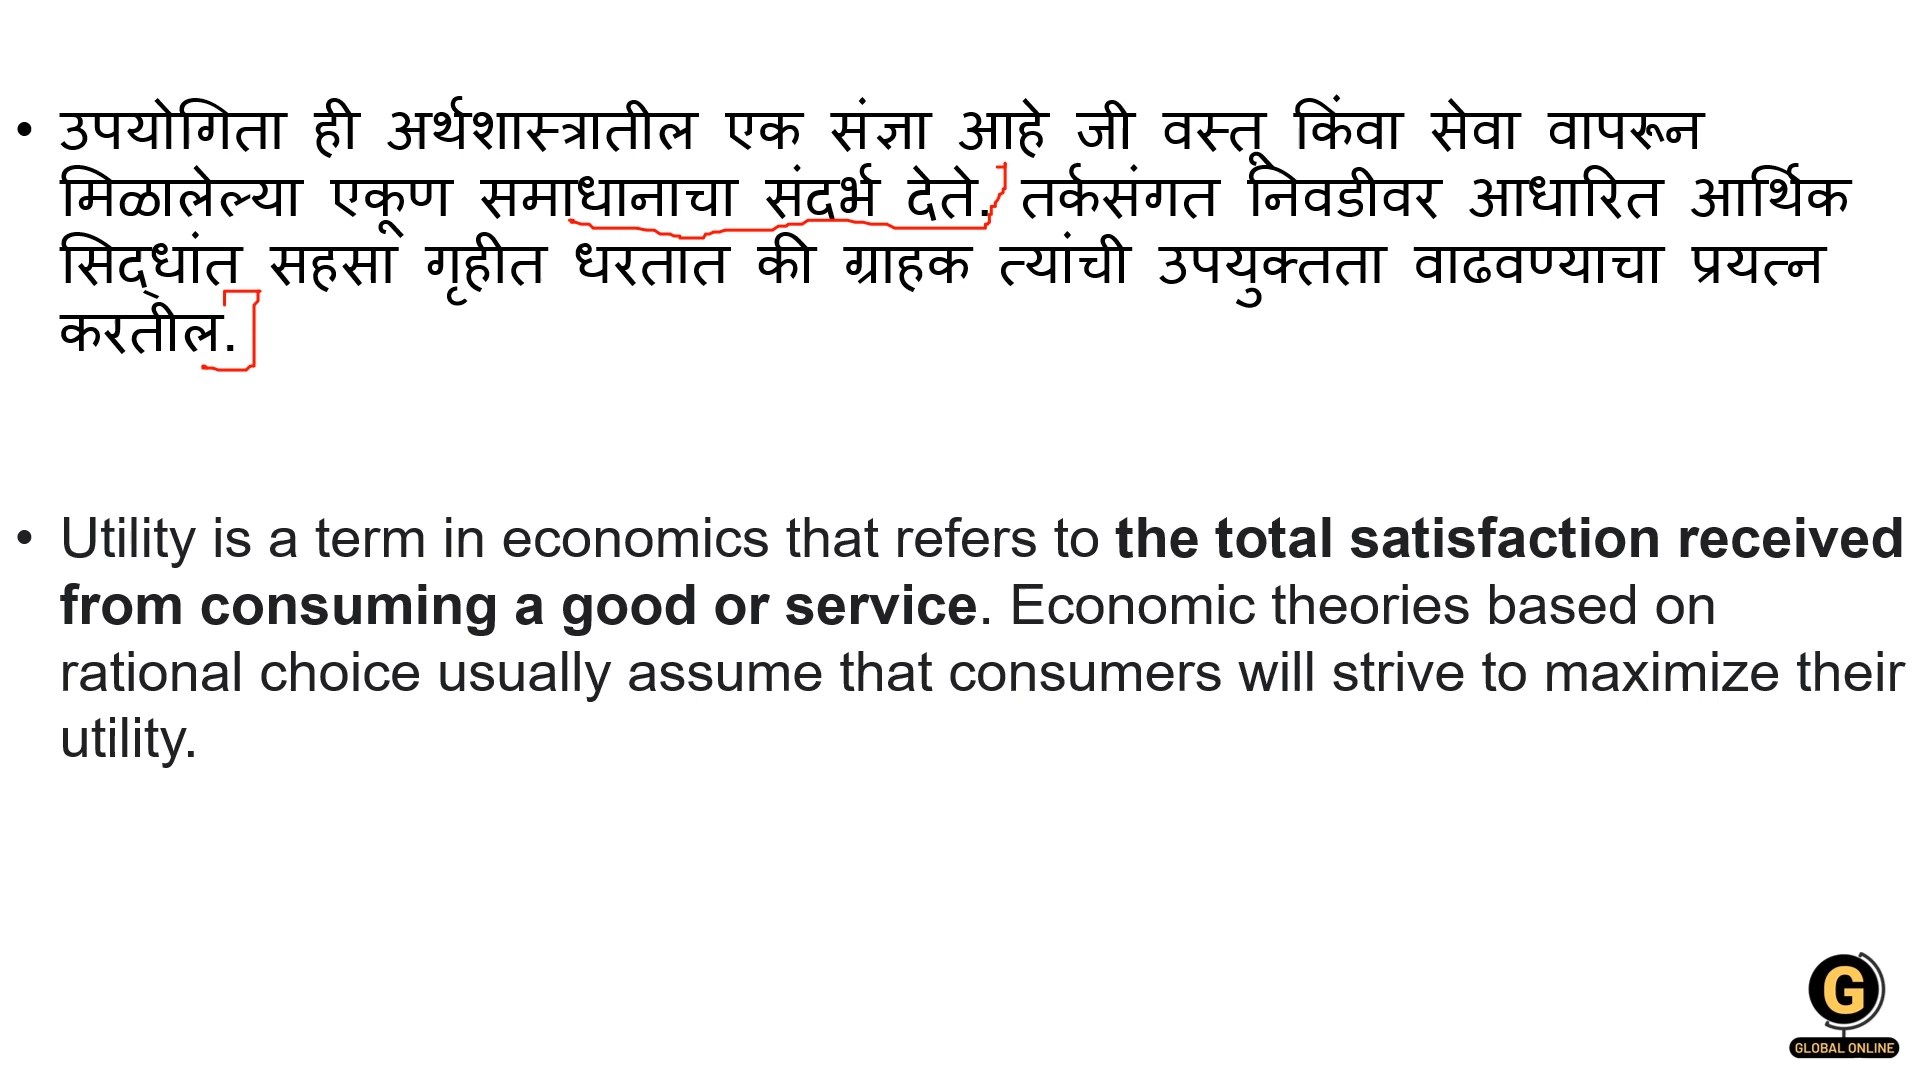 • उपयोगिता ही अर्थशास्त्रातील एक संज्ञा आहे जी वस्तू किंवा सेवा वापरून
मिळालेल्या एकूण समाधानाचा संदर्भ देते. तर्कसंगत निवडीवर आधारित आर्थिक
सिद्धांत सहसा गृहीत धरतात की ग्राहक त्यांची उपयुक्तता वाढवण्याचा प्रयत्न
करतील.
• Utility is a term in economics that refers to the total satisfaction received
from consuming a good or service. Economic theories based on
rational choice usually assume that consumers will strive to maximize their
utility.
G
GLOBAL ONLINE